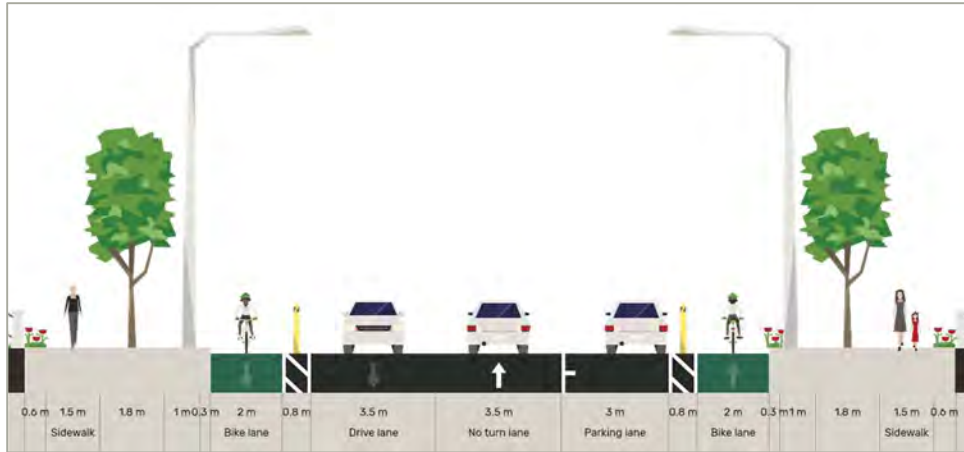 0.6 m 1.5 m 1.8 m 1 m 0.3 m 2 m 0.8 m 3.5 m 3.5 m 3 m 0.8 m 2 m 0.3 m 1 m 1.8 m 1.5 m 0.6 m
Sidewalk Bike lane Drive lane No turn lane Parking lane Bike lane Sidewalk